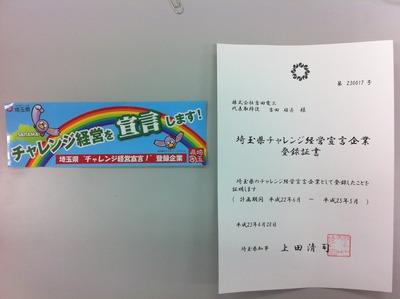 埼玉県
SAITAMA
チャレンジ経営を宣言します!
埼玉県 "チャレンジ経営宣言!" 登録企業
第 230017 号
株式会社吉田電工
代表取締役 吉田 様
埼玉県チャレンジ経営宣言企業
登録証書
埼玉県のチャレンジ経営宣言企業として登録したことを
証明します
( 計画期間 平成22年6月 ~ 平成25年5月 )
平成23年6月28日
埼玉県知事 上田清司